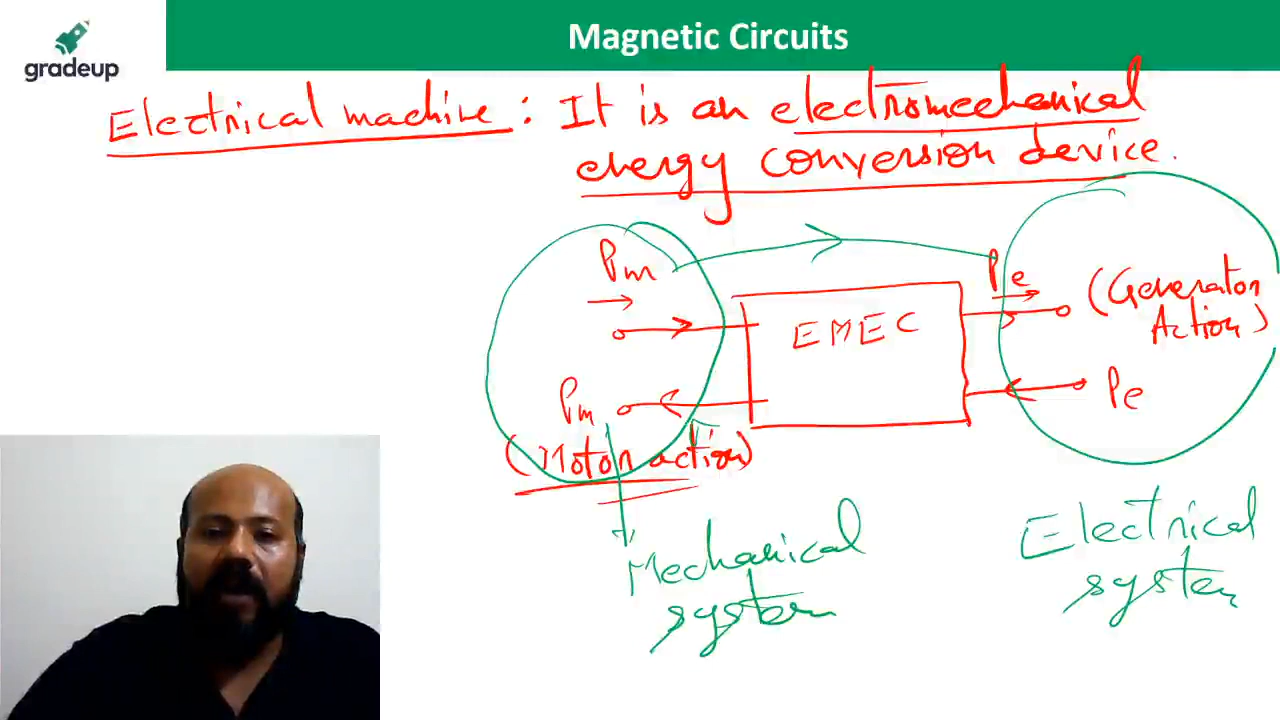 Magnetic Circuits
gradeup
Electrical machine : It is an electromechanical
energy conversion device.
Pm
Pe
(Generator
Action)
EMEC
Pm
Pe
(Motor action)
Mechanical
system
Electrical
system